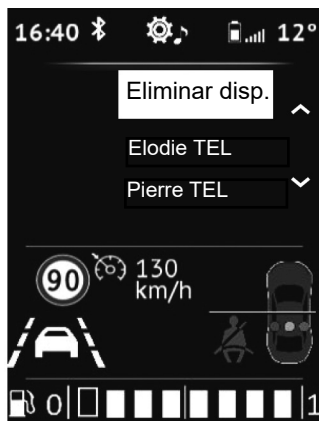 16:40 12°
Eliminar disp.
Elodie TEL
Pierre TEL
90 130
km/h
0 1